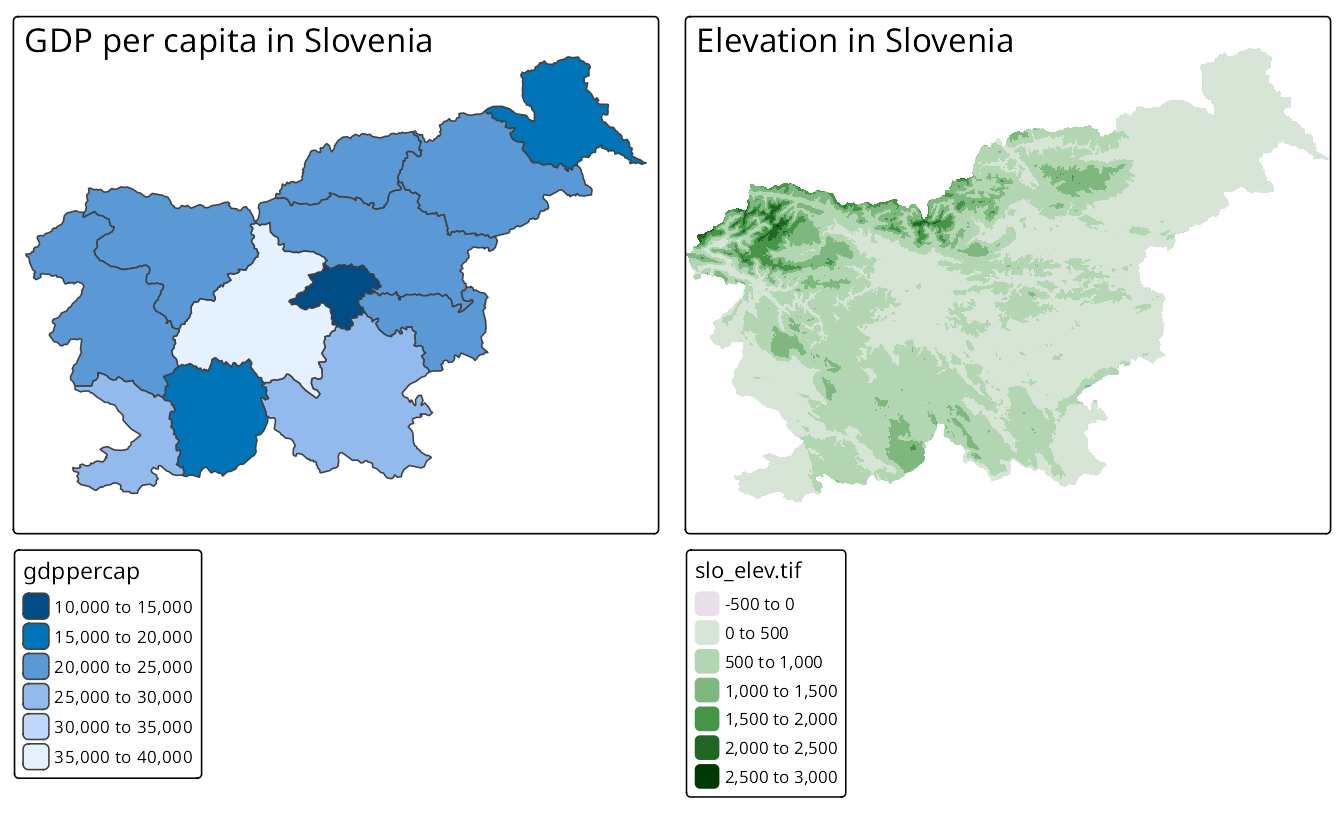 GDP per capita in Slovenia
gdppercap
10,000 to 15,000
15,000 to 20,000
20,000 to 25,000
25,000 to 30,000
30,000 to 35,000
35,000 to 40,000
Elevation in Slovenia
slo_elev.tif
-500 to 0
0 to 500
500 to 1,000
1,000 to 1,500
1,500 to 2,000
2,000 to 2,500
2,500 to 3,000